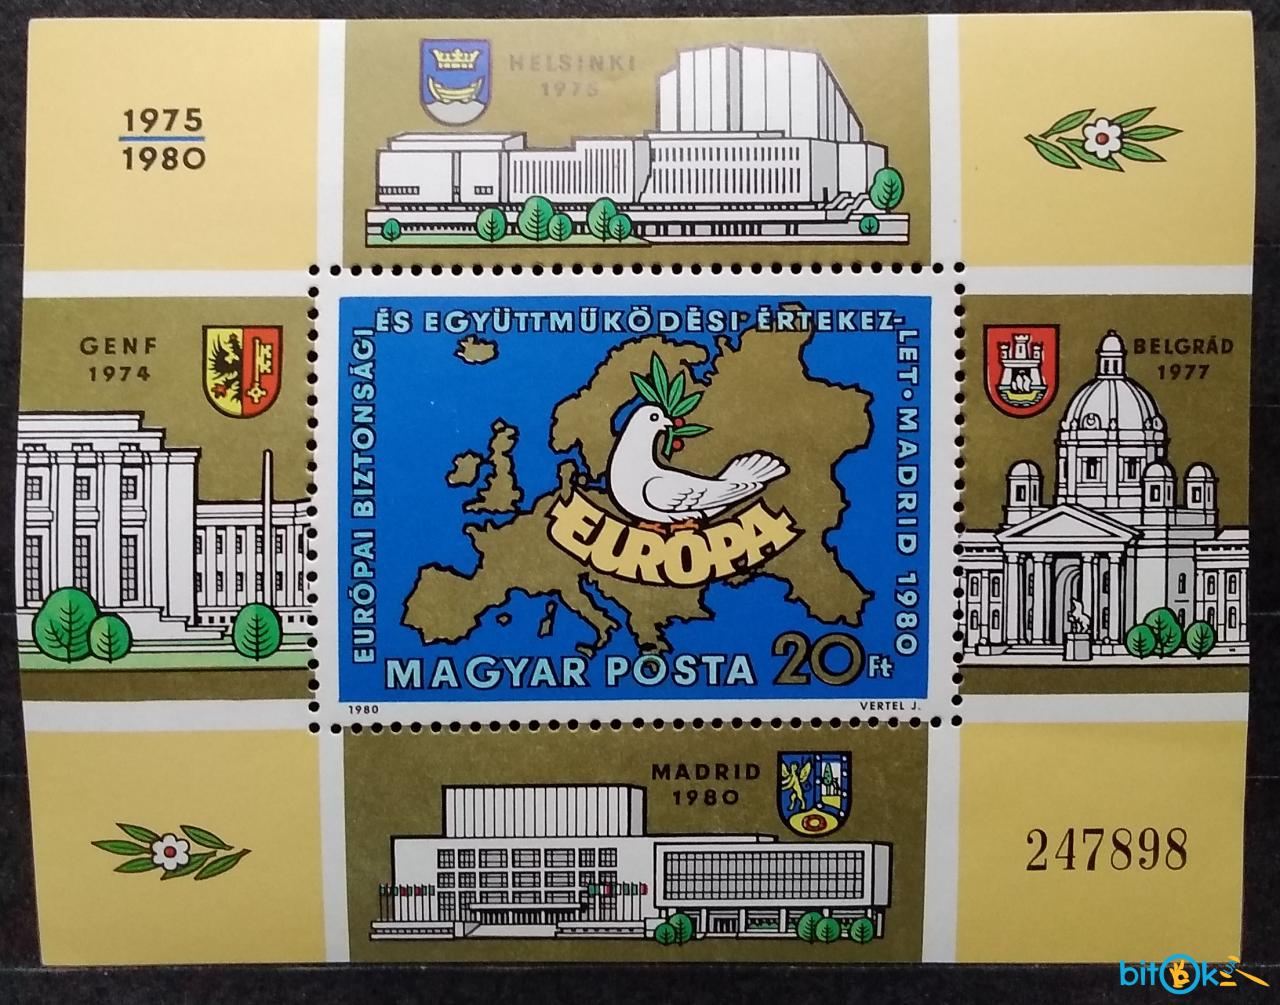 1975
1980
HELSINKI
1975
GENF
1974
BELGRÁD
1977
EURÓPAI BIZTONSÁGI
ÉS EGYÜTTMŰKÖDÉSI ÉRTEKEZ-
LET • MADRID 1980
EURÓPA
MAGYAR POSTA 20Ft
1980
VERTEL J.
MADRID
1980
247898
bitOk